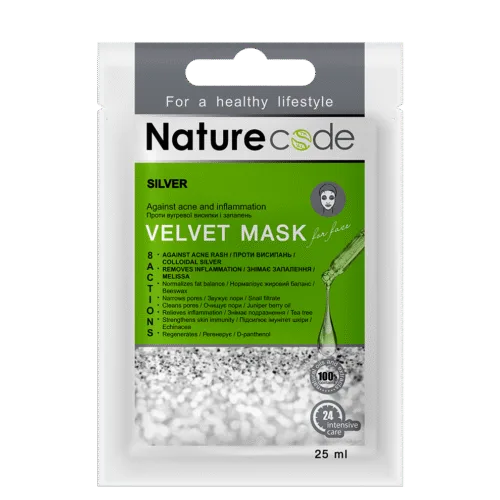 For a healthy lifestyle
Nature code
SILVER
Against acne and inflammation
Проти вугревої висипки і запалень
VELVET MASK for face
8 ACTIONS
• AGAINST ACNE RASH / ПРОТИ ВИСИПАНЬ /
COLLOIDAL SILVER
• REMOVES INFLAMMATION / ЗНІМАЄ ЗАПАЛЕННЯ /
MELISSA
• Normalizes fat balance / Нормалізує жировий баланс /
Beeswax
• Narrows pores / Звужує пори / Snail filtrate
• Cleans pores / Очищує пори / Juniper berry oil
• Relieves inflammation / Знімає подразнення / Tea tree
• Strengthens skin immunity / Підсилює імунітет шкіри /
Echinacea
• Regenerates / Регенерує / D-panthenol
100%
24 intensive
care
25 ml